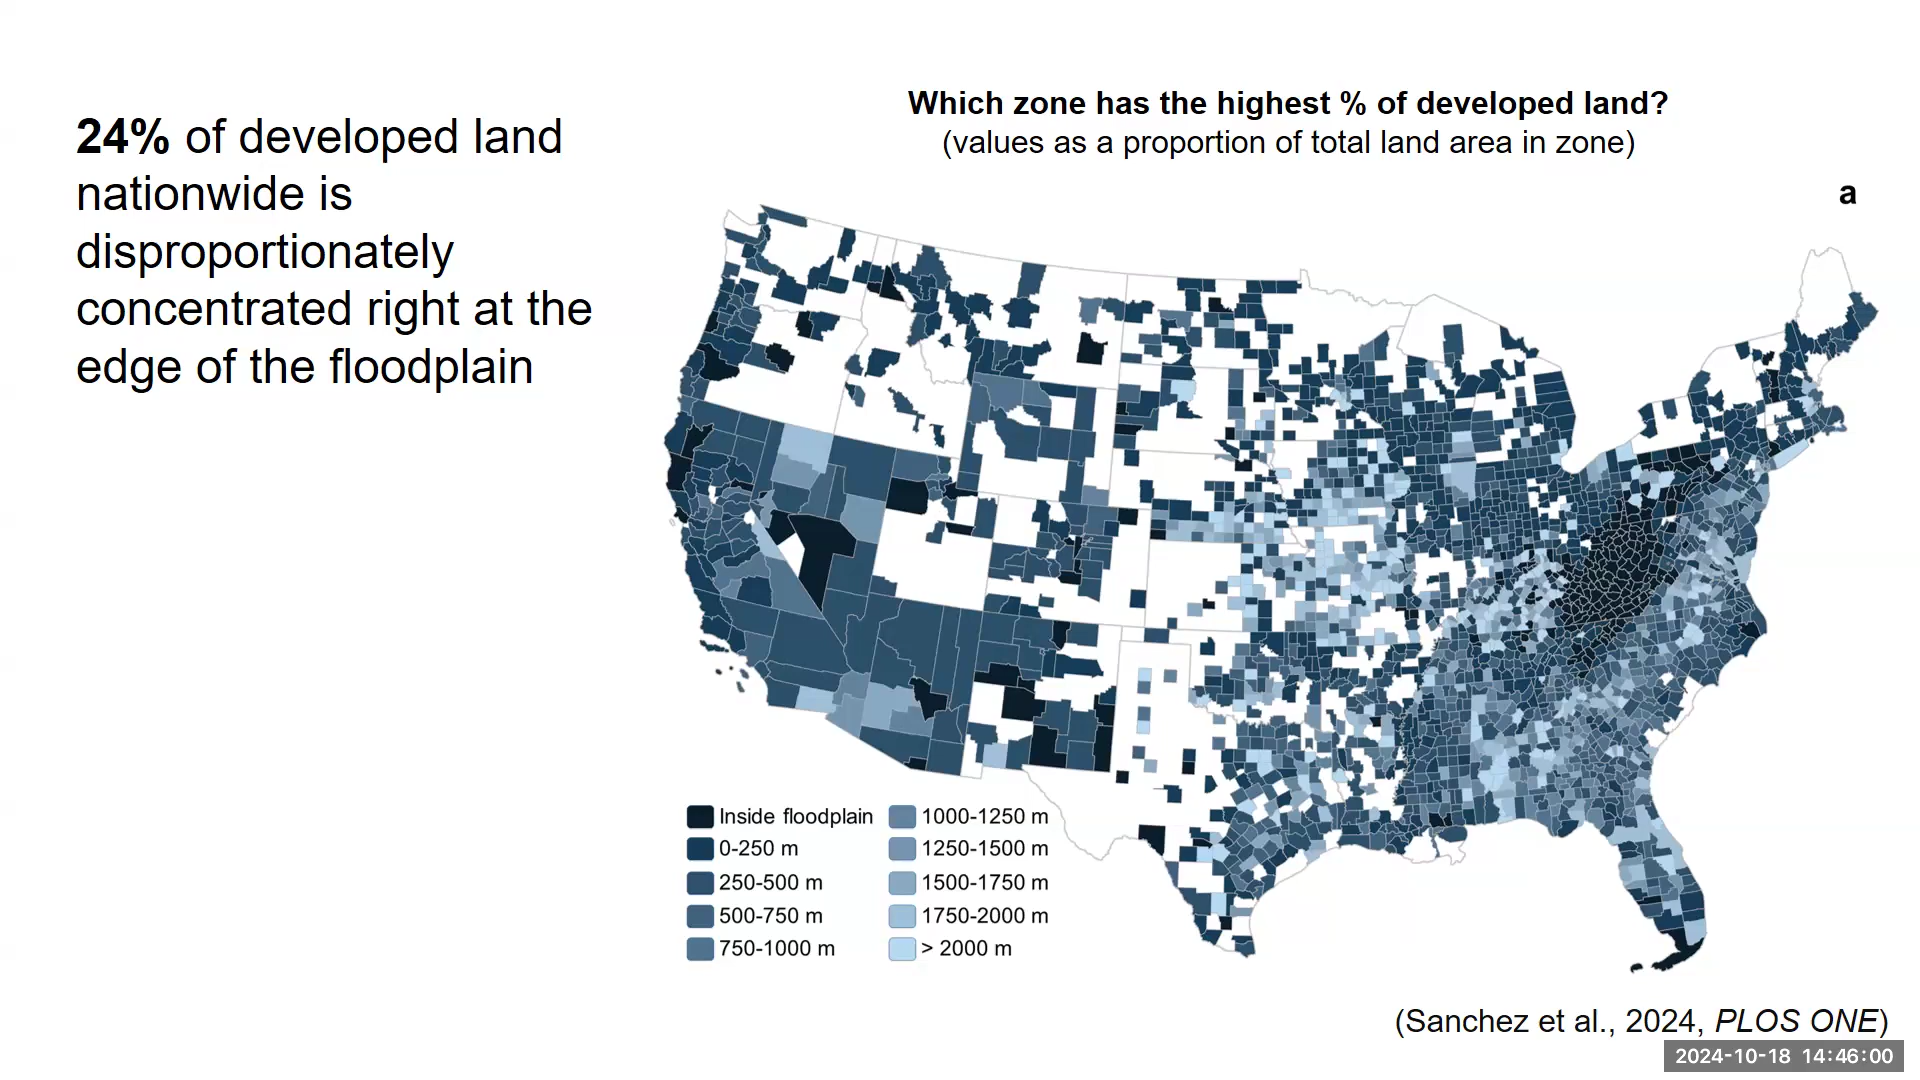 24% of developed land
nationwide is
disproportionately
concentrated right at the
edge of the floodplain
Which zone has the highest % of developed land?
(values as a proportion of total land area in zone)
a
Inside floodplain
0-250 m
250-500 m
500-750 m
750-1000 m
1000-1250 m
1250-1500 m
1500-1750 m
1750-2000 m
> 2000 m
(Sanchez et al., 2024, PLOS ONE)
2024-10-18 14:46:00